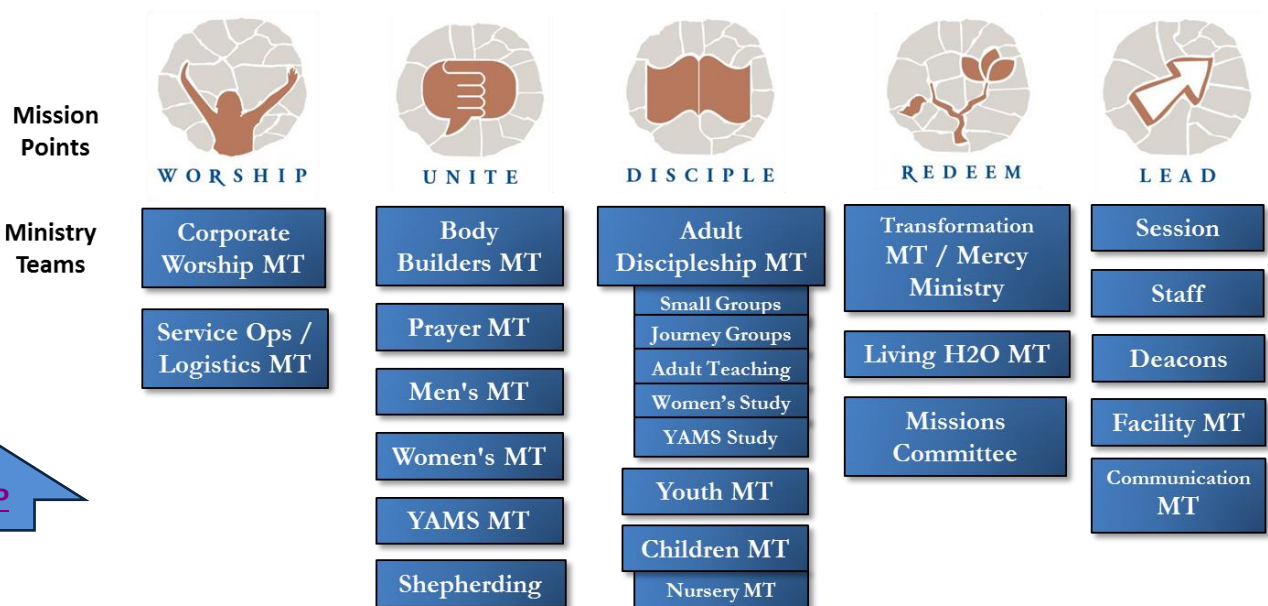 Mission
Points
WORSHIP
UNITE
DISCIPLE
REDEEM
LEAD
Ministry
Teams
Corporate
Worship MT
Service Ops /
Logistics MT
Body
Builders MT
Prayer MT
Men's MT
Women's MT
YAMS MT
Shepherding
Adult
Discipleship MT
Small Groups
Journey Groups
Adult Teaching
Women’s Study
YAMS Study
Youth MT
Children MT
Nursery MT
Transformation
MT / Mercy
Ministry
Living H2O MT
Missions
Committee
Session
Staff
Deacons
Facility MT
Communication
MT